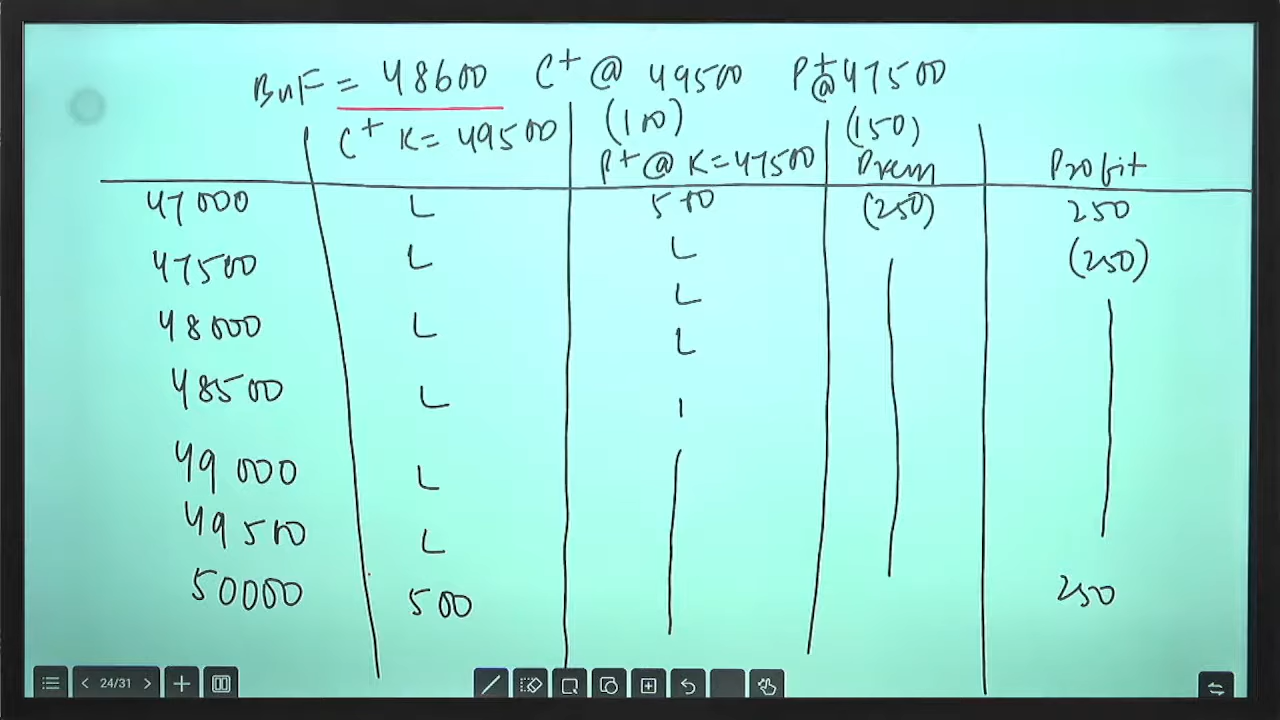 BNF = 48600 C+ @ 49500 P+ @ 47500
(100) (150)
C+ K= 49500 P+ @ K=47500 Prem Profit
47000 L 500 (250) 250
47500 L L (250)
L
48000 L L
48500 L
49000 L
49500 L
50000 500 250
24/31